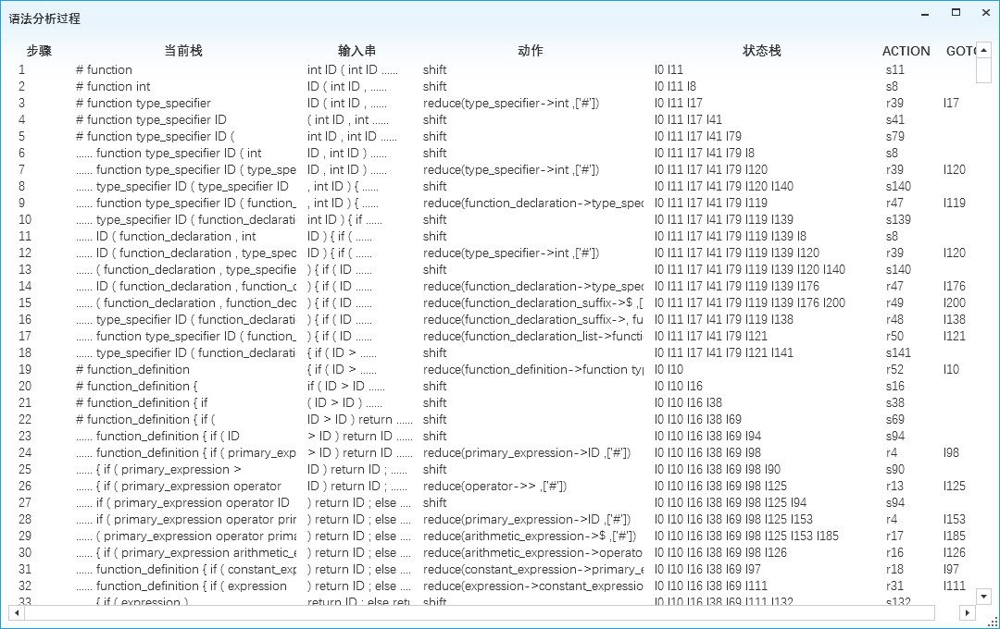 语法分析过程
步骤 当前栈 输入串 动作 状态栈 ACTION GOTO
1 # function int ID ( int ID ...... shift I0 I11 s11
2 # function int ID ( int ID , ...... shift I0 I11 I8 s8
3 # function type_specifier ID ( int ID , ...... reduce(type_specifier->int ,['#']) I0 I11 I17 r39 I17
4 # function type_specifier ID ( int ID , int ...... shift I0 I11 I17 I41 s41
5 # function type_specifier ID ( int ID , int ID ...... shift I0 I11 I17 I41 I79 s79
6 ...... function type_specifier ID ( int ID , int ID ) ...... shift I0 I11 I17 I41 I79 I8 s8
7 ...... function type_specifier ID ( type_spe ID , int ID ) ...... reduce(type_specifier->int ,['#']) I0 I11 I17 I41 I79 I120 r39 I120
8 ...... type_specifier ID ( type_specifier ID , int ID ) { ...... shift I0 I11 I17 I41 I79 I120 I140 s140
9 ...... function type_specifier ID ( function_ , int ID ) { ...... reduce(function_declaration->type_spec I0 I11 I17 I41 I79 I119 r47 I119
10 ...... type_specifier ID ( function_declarati int ID ) { if ...... shift I0 I11 I17 I41 I79 I119 I139 s139
11 ...... ID ( function_declaration , int ID ) { if ( ...... shift I0 I11 I17 I41 I79 I119 I139 I8 s8
12 ...... ID ( function_declaration , type_spec ID ) { if ( ...... reduce(type_specifier->int ,['#']) I0 I11 I17 I41 I79 I119 I139 I120 r39 I120
13 ...... ( function_declaration , type_specifie ) { if ( ID ...... shift I0 I11 I17 I41 I79 I119 I139 I120 I140 s140
14 ...... ID ( function_declaration , function_c ) { if ( ID ...... reduce(function_declaration->type_spec I0 I11 I17 I41 I79 I119 I139 I176 r47 I176
15 ...... ( function_declaration , function_dec ) { if ( ID ...... reduce(function_declaration_suffix->$ ,[ I0 I11 I17 I41 I79 I119 I139 I176 I200 r49 I200
16 ...... type_specifier ID ( function_declarati ) { if ( ID ...... reduce(function_declaration_suffix->, fu I0 I11 I17 I41 I79 I119 I138 r48 I138
17 ...... function type_specifier ID ( function_ ) { if ( ID ...... reduce(function_declaration_list->functi I0 I11 I17 I41 I79 I121 r50 I121
18 ...... type_specifier ID ( function_declarati { if ( ID > ...... shift I0 I11 I17 I41 I79 I121 I141 s141
19 # function_definition { if ( ID > ...... reduce(function_definition->function typ I0 I10 r52 I10
20 # function_definition { if ( ID > ID ...... shift I0 I10 I16 s16
21 # function_definition { if ( ID > ID ) ...... shift I0 I10 I16 I38 s38
22 # function_definition { if ( ID > ID ) return ...... shift I0 I10 I16 I38 I69 s69
23 ...... function_definition { if ( ID > ID ) return ID ...... shift I0 I10 I16 I38 I69 I94 s94
24 ...... function_definition { if ( primary_exp > ID ) return ID ...... reduce(primary_expression->ID ,['#']) I0 I10 I16 I38 I69 I98 r4 I98
25 ...... { if ( primary_expression > ID ) return ID ; ...... shift I0 I10 I16 I38 I69 I98 I90 s90
26 ...... { if ( primary_expression operator ID ) return ID ; ...... reduce(operator->> ,['#']) I0 I10 I16 I38 I69 I98 I125 r13 I125
27 ...... if ( primary_expression operator ID ) return ID ; else .... shift I0 I10 I16 I38 I69 I98 I125 I94 s94
28 ...... if ( primary_expression operator prir ) return ID ; else .... reduce(primary_expression->ID ,['#']) I0 I10 I16 I38 I69 I98 I125 I153 r4 I153
29 ...... ( primary_expression operator prima ) return ID ; else .... reduce(arithmetic_expression->$ ,['#']) I0 I10 I16 I38 I69 I98 I125 I153 I185 r17 I185
30 ...... { if ( primary_expression arithmetic_e ) return ID ; else .... reduce(arithmetic_expression->operato I0 I10 I16 I38 I69 I98 I126 r16 I126
31 ...... function_definition { if ( constant_exp ) return ID ; else .... reduce(constant_expression->primary_e I0 I10 I16 I38 I69 I97 r18 I97
32 ...... function_definition { if ( expression ) return ID ; else .... reduce(expression->constant_expressio I0 I10 I16 I38 I69 I111 r31 I111
33 ...... { if ( expression ) return ID ; else retu shift I0 I10 I16 I38 I69 I111 I132 s132